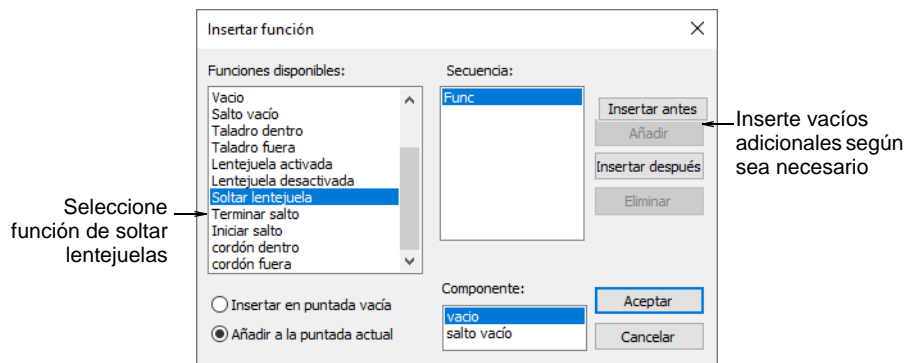 Insertar función
Funciones disponibles:
Vacio
Salto vacío
Taladro dentro
Taladro fuera
Lentejuela activada
Lentejuela desactivada
Soltar lentejuela
Terminar salto
Iniciar salto
cordón dentro
cordón fuera
Secuencia:
Func
Insertar antes
Añadir
Insertar después
Eliminar
Insertar en puntada vacía
Añadir a la puntada actual
Componente:
vacio
salto vacío
Aceptar
Cancelar
Seleccione
función de soltar
lentejuelas
Inserte vacíos
adicionales según
sea necesario